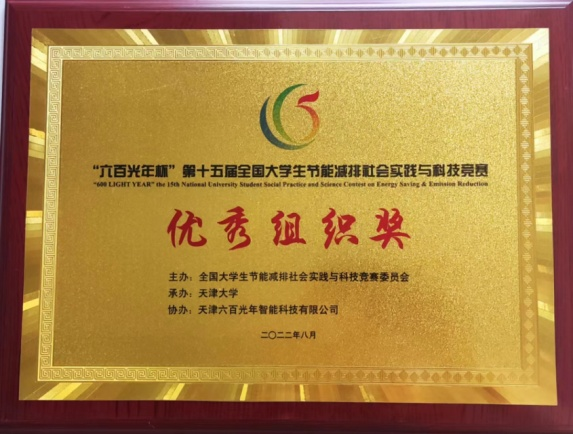 “六百光年杯”第十五届全国大学生节能减排社会实践与科技竞赛
“600 LIGHT YEAR” the 15th National University Student Social Practice and Science Contest on Energy Saving & Emission Reduction
优秀组织奖
主办：全国大学生节能减排社会实践与科技竞赛委员会
承办：天津大学
协办：天津六百光年智能科技有限公司
二〇二二年八月